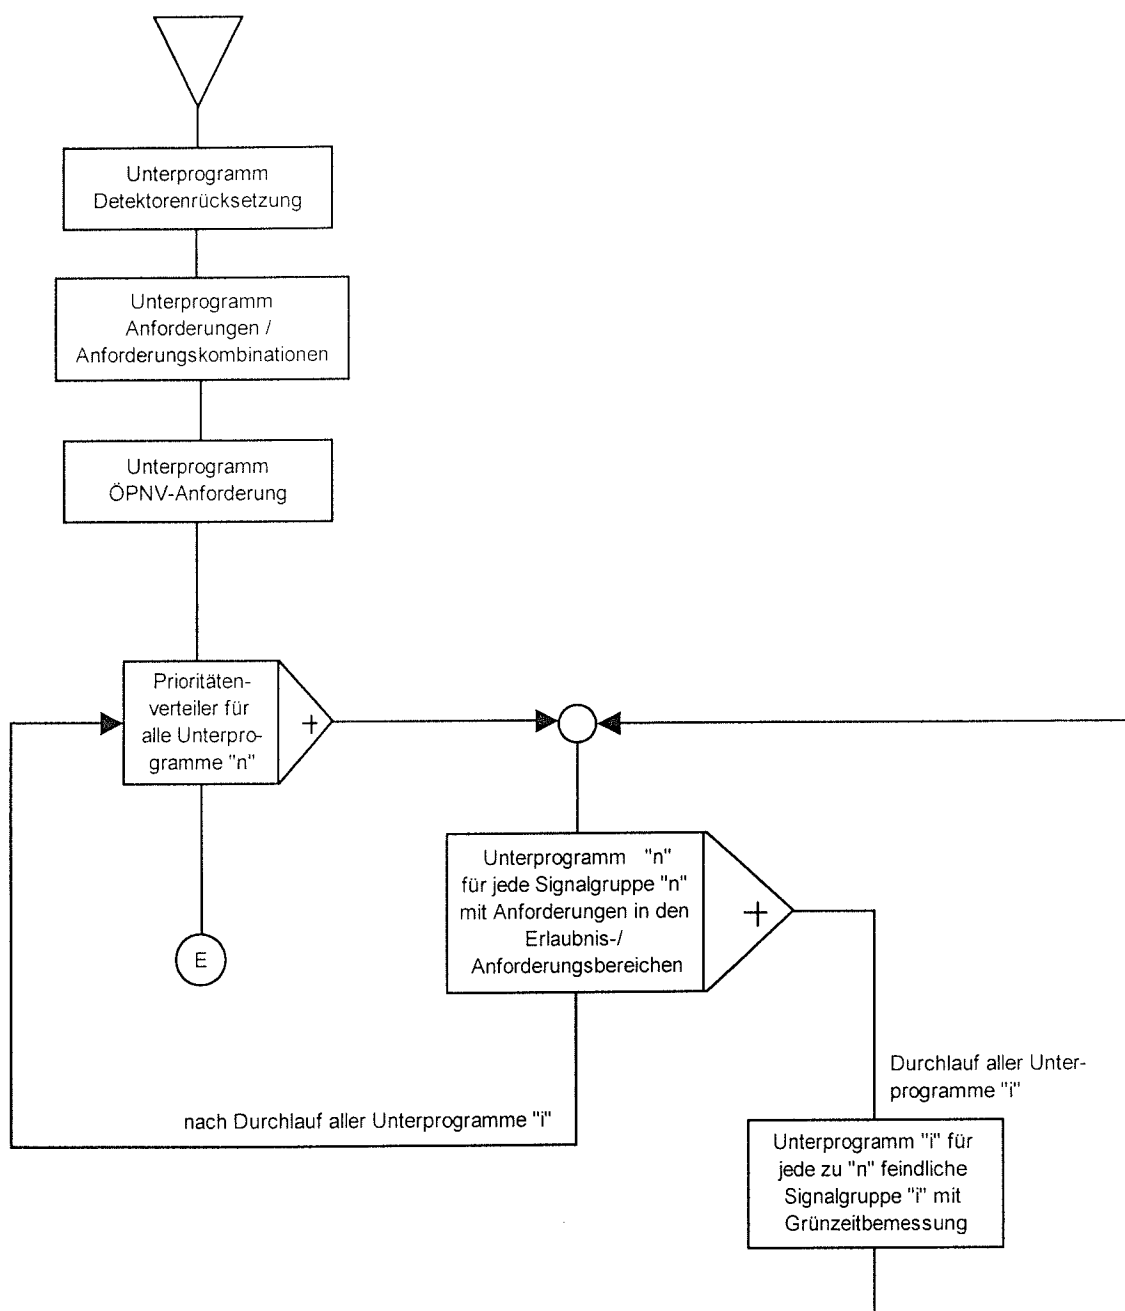 Unterprogramm
Detektorenrücksetzung
Unterprogramm
Anforderungen /
Anforderungskombinationen
Unterprogramm
ÖPNV-Anforderung
Prioritäten-
verteiler für
alle Unterpro-
gramme "n"
+
E
Unterprogramm "n"
für jede Signalgruppe "n"
mit Anforderungen in den
Erlaubnis-/
Anforderungsbereichen
+
nach Durchlauf aller Unterprogramme "i"
Durchlauf aller Unter-
programme "i"
Unterprogramm "i" für
jede zu "n" feindliche
Signalgruppe "i" mit
Grünzeitbemessung